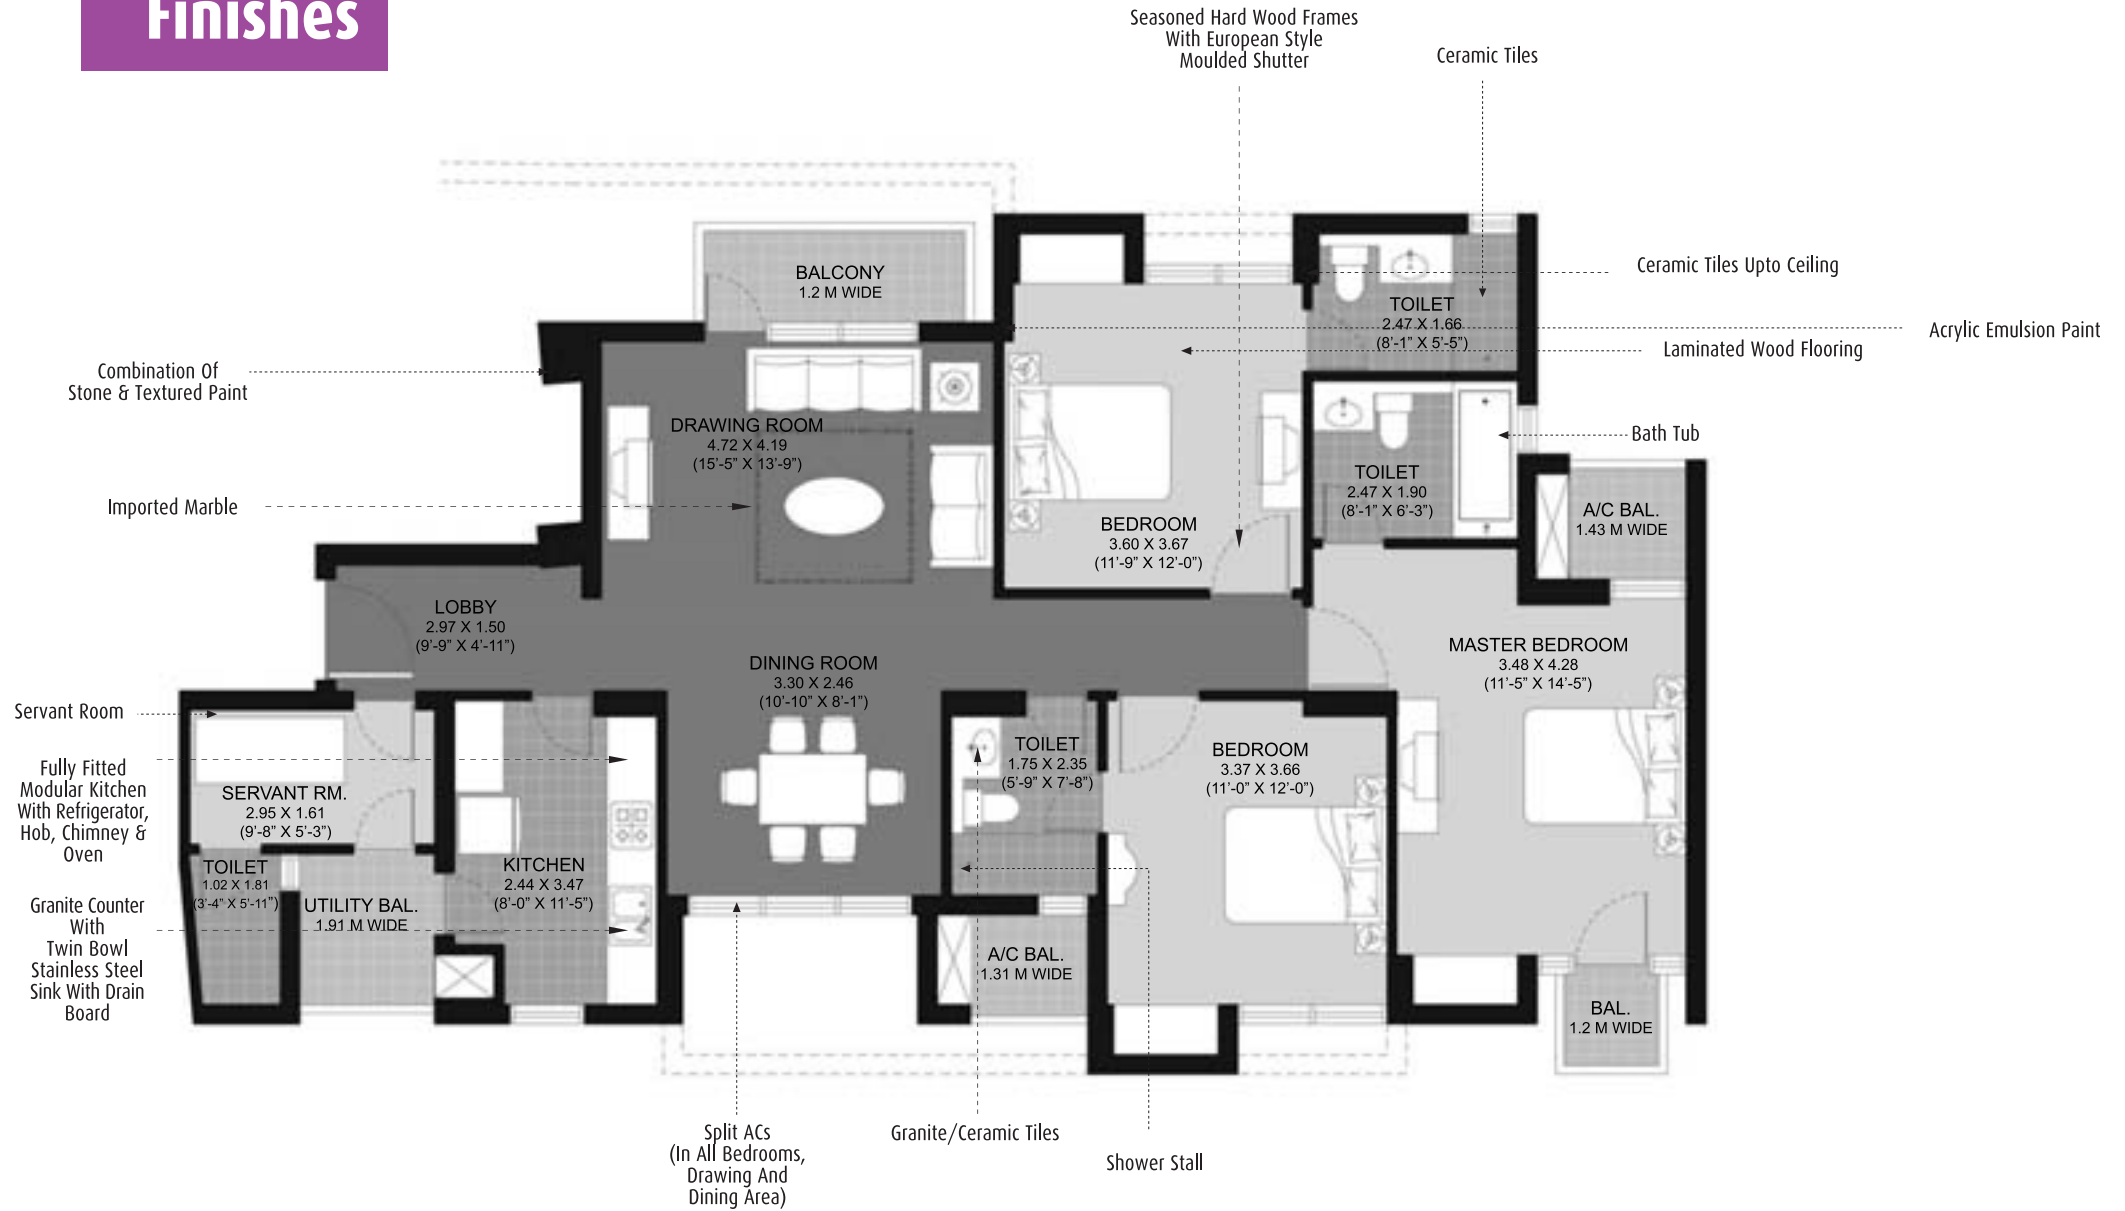 Finishes
Seasoned Hard Wood Frames
With European Style
Moulded Shutter
Ceramic Tiles
Ceramic Tiles Upto Ceiling
Acrylic Emulsion Paint
Laminated Wood Flooring
Bath Tub
Combination Of
Stone & Textured Paint
Imported Marble
Servant Room
Fully Fitted
Modular Kitchen
With Refrigerator,
Hob, Chimney &
Oven
Granite Counter
With
Twin Bowl
Stainless Steel
Sink With Drain
Board
BALCONY
1.2 M WIDE
TOILET
2.47 X 1.66
(8'-1" X 5'-5")
DRAWING ROOM
4.72 X 4.19
(15'-5" X 13'-9")
TOILET
2.47 X 1.90
(8'-1" X 6'-3")
A/C BAL.
1.43 M WIDE
BEDROOM
3.60 X 3.67
(11'-9" X 12'-0")
LOBBY
2.97 X 1.50
(9'-9" X 4'-11")
DINING ROOM
3.30 X 2.46
(10'-10" X 8'-1")
MASTER BEDROOM
3.48 X 4.28
(11'-5" X 14'-5")
TOILET
1.75 X 2.35
(5'-9" X 7'-8")
BEDROOM
3.37 X 3.66
(11'-0" X 12'-0")
SERVANT RM.
2.95 X 1.61
(9'-8" X 5'-3")
TOILET
1.02 X 1.81
(3'-4" X 5'-11")
UTILITY BAL.
1.91 M WIDE
KITCHEN
2.44 X 3.47
(8'-0" X 11'-5")
A/C BAL.
1.31 M WIDE
BAL.
1.2 M WIDE
Split ACs
(In All Bedrooms,
Drawing And
Dining Area)
Granite/Ceramic Tiles
Shower Stall